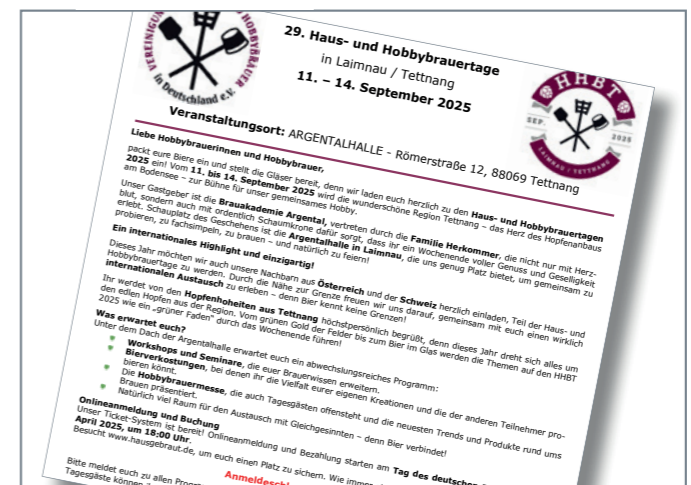 VEREINIGUNG
HOBBYBRAUER
in Deutschland e.V.
29. Haus- und Hobbybrauertage
in Laimnau / Tettnang
11. – 14. September 2025
HHBT
SEP.
2025
LAIMNAU / TETTNANG
Veranstaltungsort: ARGENTALHALLE - Römerstraße 12, 88069 Tettnang
Liebe Hobbybrauerinnen und Hobbybrauer,
packt eure Biere ein und stellt die Gläser bereit, denn wir laden euch herzlich zu den Haus- und Hobbybrauertagen
2025 ein! Vom 11. bis 14. September 2025 wird die wunderschöne Region Tettnang – das Herz des Hopfenanbaus
am Bodensee – zur Bühne für unser gemeinsames Hobby.
Unser Gastgeber ist die Brauakademie Argental, vertreten durch die Familie Herkommer, die nicht nur mit Herz-
blut, sondern auch mit ordentlich Schaumkrone dafür sorgt, dass ihr ein Wochenende voller Genuss und Geselligkeit
erlebt. Schauplatz des Geschehens ist die Argentalhalle in Laimnau, die uns genug Platz bietet, um gemeinsam zu
probieren, zu fachsimpeln, zu brauen – und natürlich zu feiern!
Ein internationales Highlight und einzigartig!
Dieses Jahr möchten wir auch unsere Nachbarn aus Österreich und der Schweiz herzlich einladen, Teil der Haus- und
Hobbybrauertage zu werden. Durch die Nähe zur Grenze freuen wir uns darauf, gemeinsam mit euch einen wirklich
internationalen Austausch zu erleben – denn Bier kennt keine Grenzen!
Ihr werdet von den Hopfenhoheiten aus Tettnang höchstpersönlich begrüßt, denn dieses Jahr dreht sich alles um
den edlen Hopfen aus der Region. Vom grünen Gold der Felder bis zum Bier im Glas werden die Themen auf den HHBT
2025 wie ein „grüner Faden“ durch das Wochenende führen!
Was erwartet euch?
Unter dem Dach der Argentalhalle erwartet euch ein abwechslungsreiches Programm:
Workshops und Seminare, die euer Brauerwissen erweitern.
Bierverkostungen, bei denen ihr die Vielfalt eurer eigenen Kreationen und die der anderen Teilnehmer pro-
bieren könnt.
Die Hobbybrauermesse, die auch Tagesgästen offensteht und die neuesten Trends und Produkte rund ums
Brauen präsentiert.
Natürlich viel Raum für den Austausch mit Gleichgesinnten – denn Bier verbindet!
Onlineanmeldung und Buchung
Unser Ticket-System ist bereit! Onlineanmeldung und Bezahlung starten am Tag des deutschen
April 2025, um 18:00 Uhr.
Besucht www.hausgebraut.de, um euch einen Platz zu sichern. Wie
Bitte meldet euch zu allen
Tagesgäste können